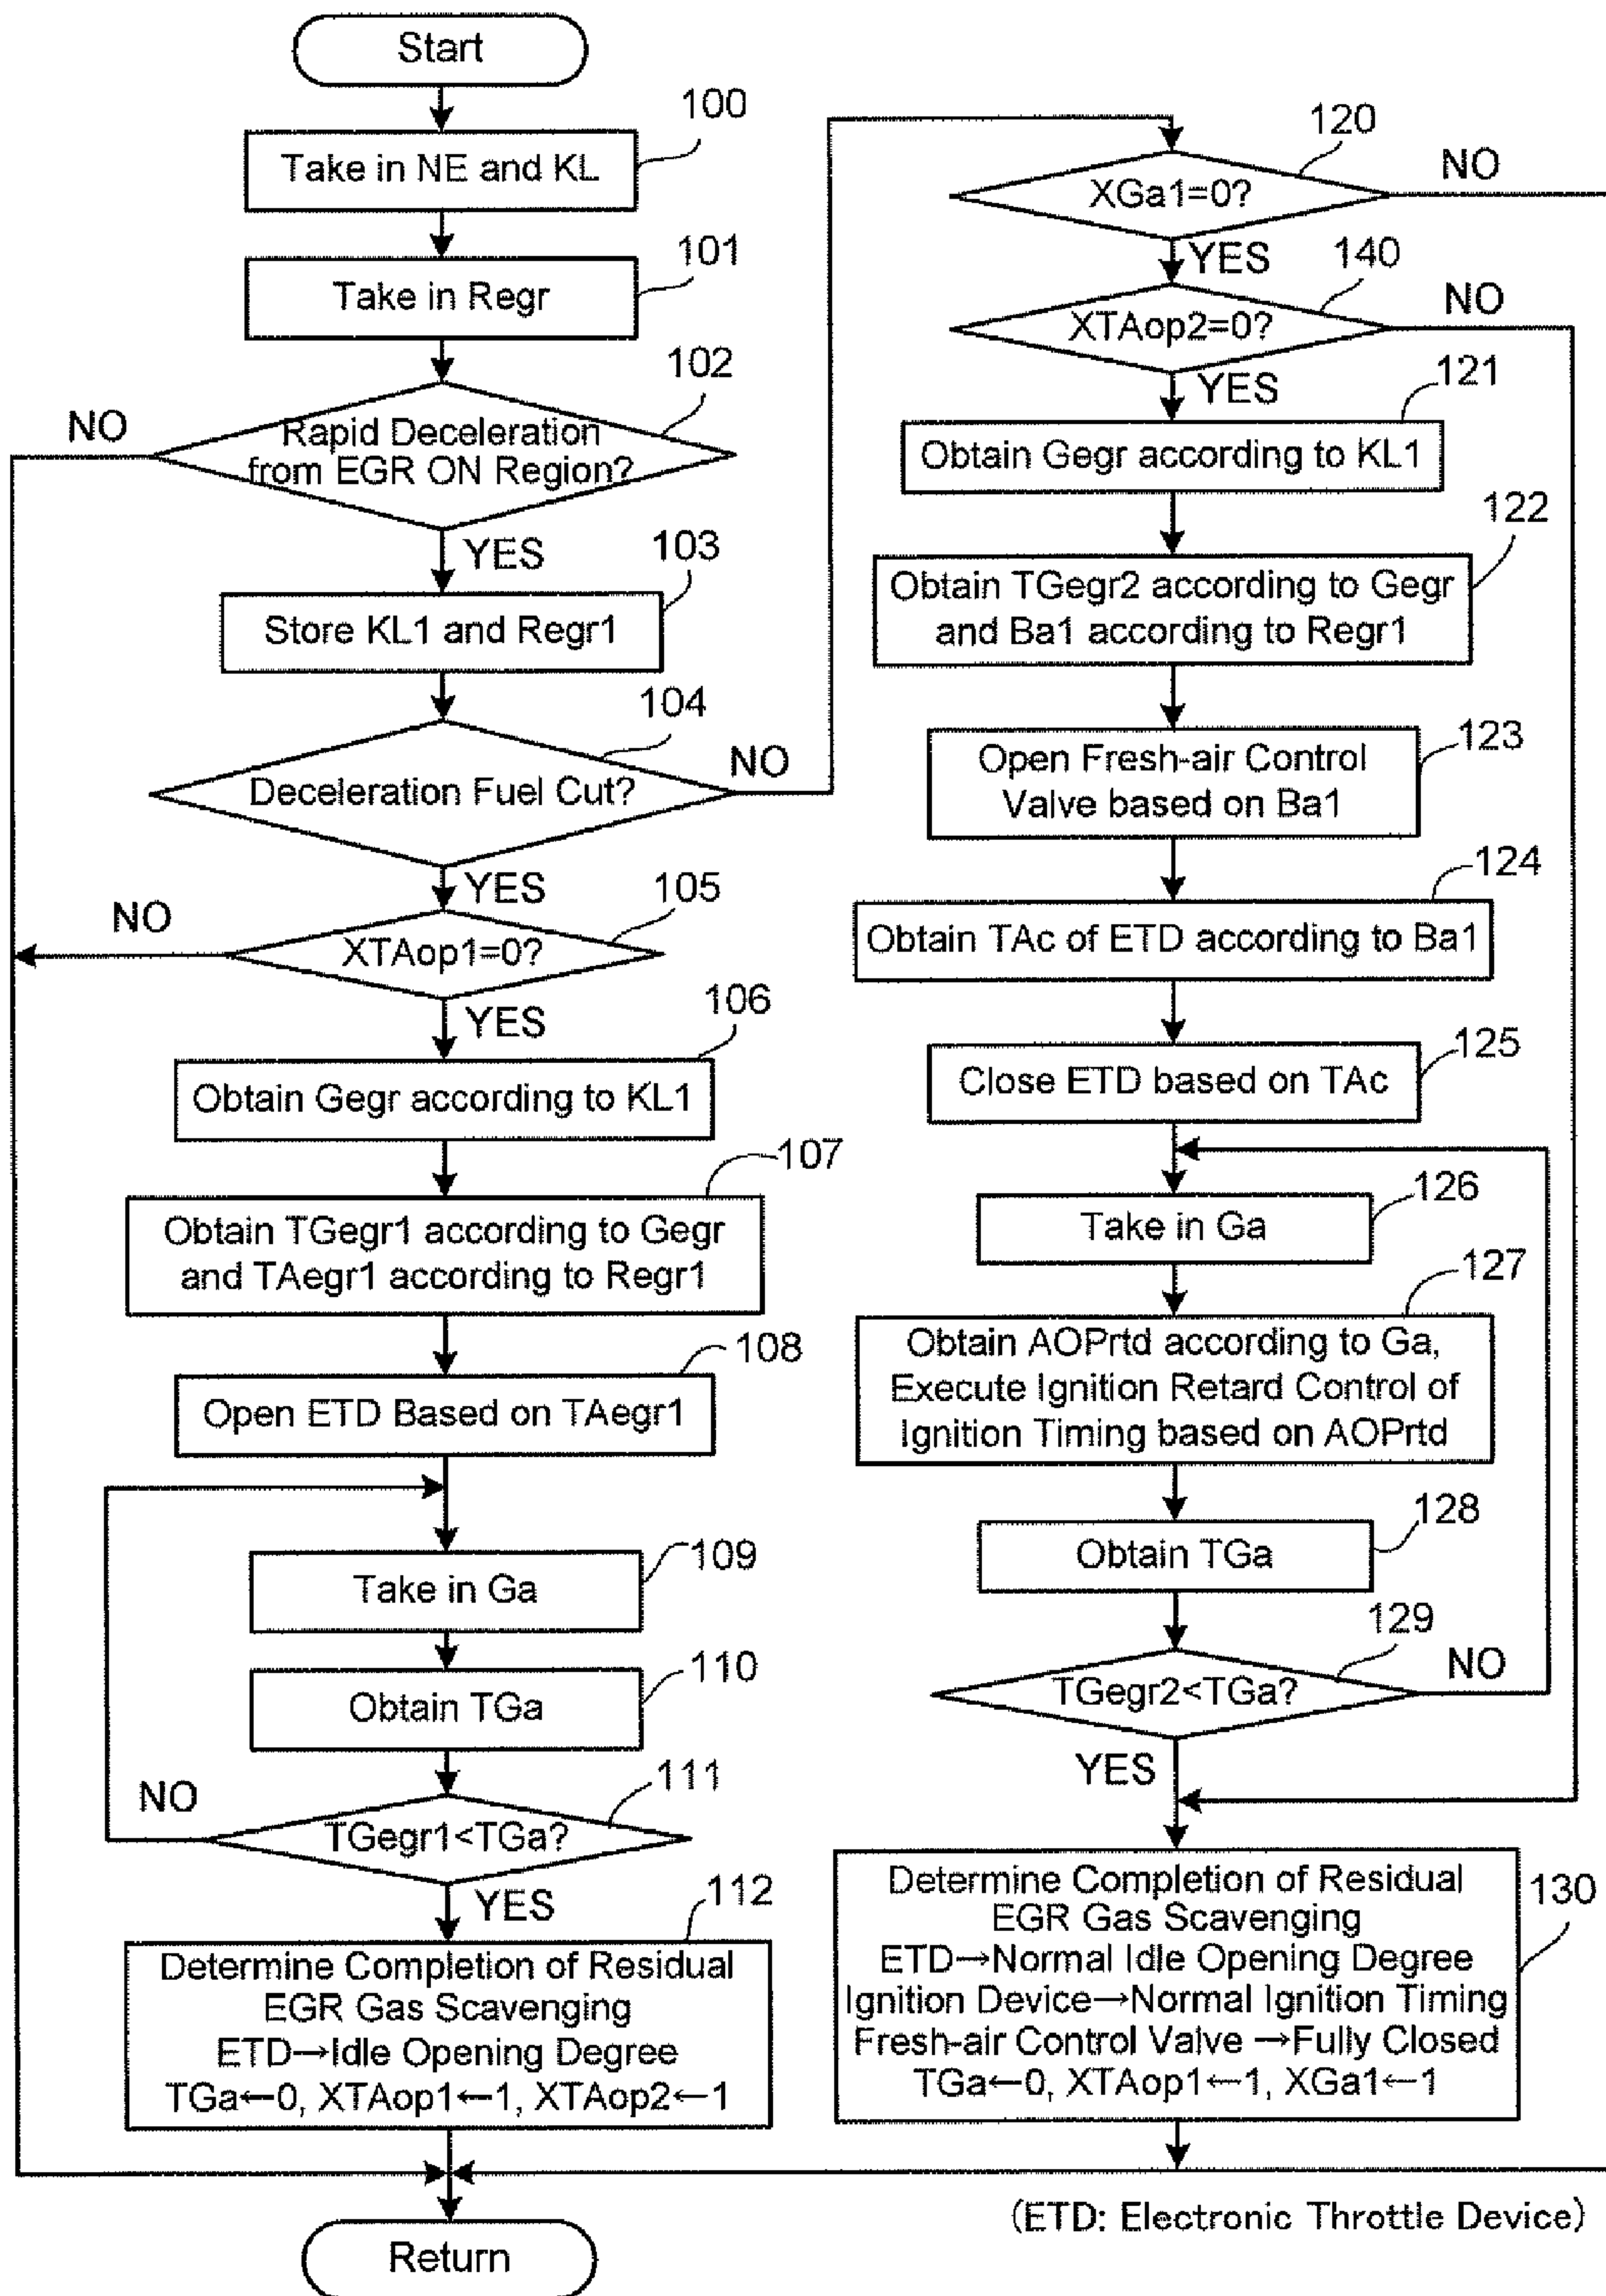 Start
100
Take in NE and KL
101
Take in Regr
102
NO
Rapid Deceleration
from EGR ON Region?
YES
103
Store KL1 and Regr1
104
NO
Deceleration Fuel Cut?
YES
105
NO
XTAop1=0?
YES
106
Obtain Gegr according to KL1
107
Obtain TGegr1 according to Gegr
and TAegr1 according to Regr1
108
Open ETD Based on TAegr1
109
Take in Ga
110
Obtain TGa
111
NO
TGegr1<TGa?
YES
112
Determine Completion of Residual
EGR Gas Scavenging
ETD→Idle Opening Degree
TGa←0, XTAop1←1, XTAop2←1
Return
120
NO
XGa1=0?
YES
140
NO
XTAop2=0?
YES
121
Obtain Gegr according to KL1
122
Obtain TGegr2 according to Gegr
and Ba1 according to Regr1
123
Open Fresh-air Control
Valve based on Ba1
124
Obtain TAc of ETD according to Ba1
125
Close ETD based on TAc
126
Take in Ga
127
Obtain AOPrtd according to Ga,
Execute Ignition Retard Control of
Ignition Timing based on AOPrtd
128
Obtain TGa
129
NO
TGegr2<TGa?
YES
130
Determine Completion of Residual
EGR Gas Scavenging
ETD→Normal Idle Opening Degree
Ignition Device→Normal Ignition Timing
Fresh-air Control Valve →Fully Closed
TGa←0, XTAop1←1, XGa1←1
(ETD: Electronic Throttle Device)